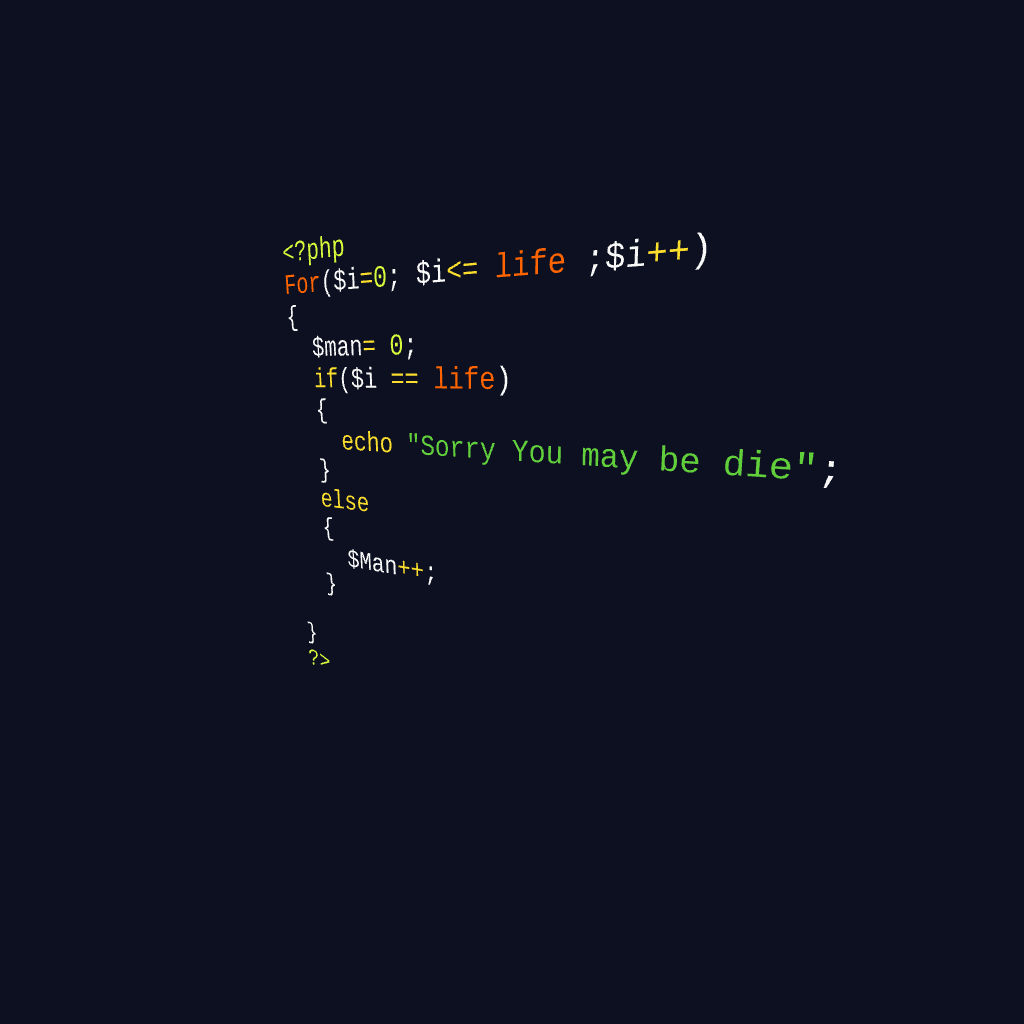 <?php
For($i=0; $i<= life ;$i++)
{
$man= 0;
if($i == life)
{
echo "Sorry You may be die";
}
else
{
$Man++;
}
}
?>